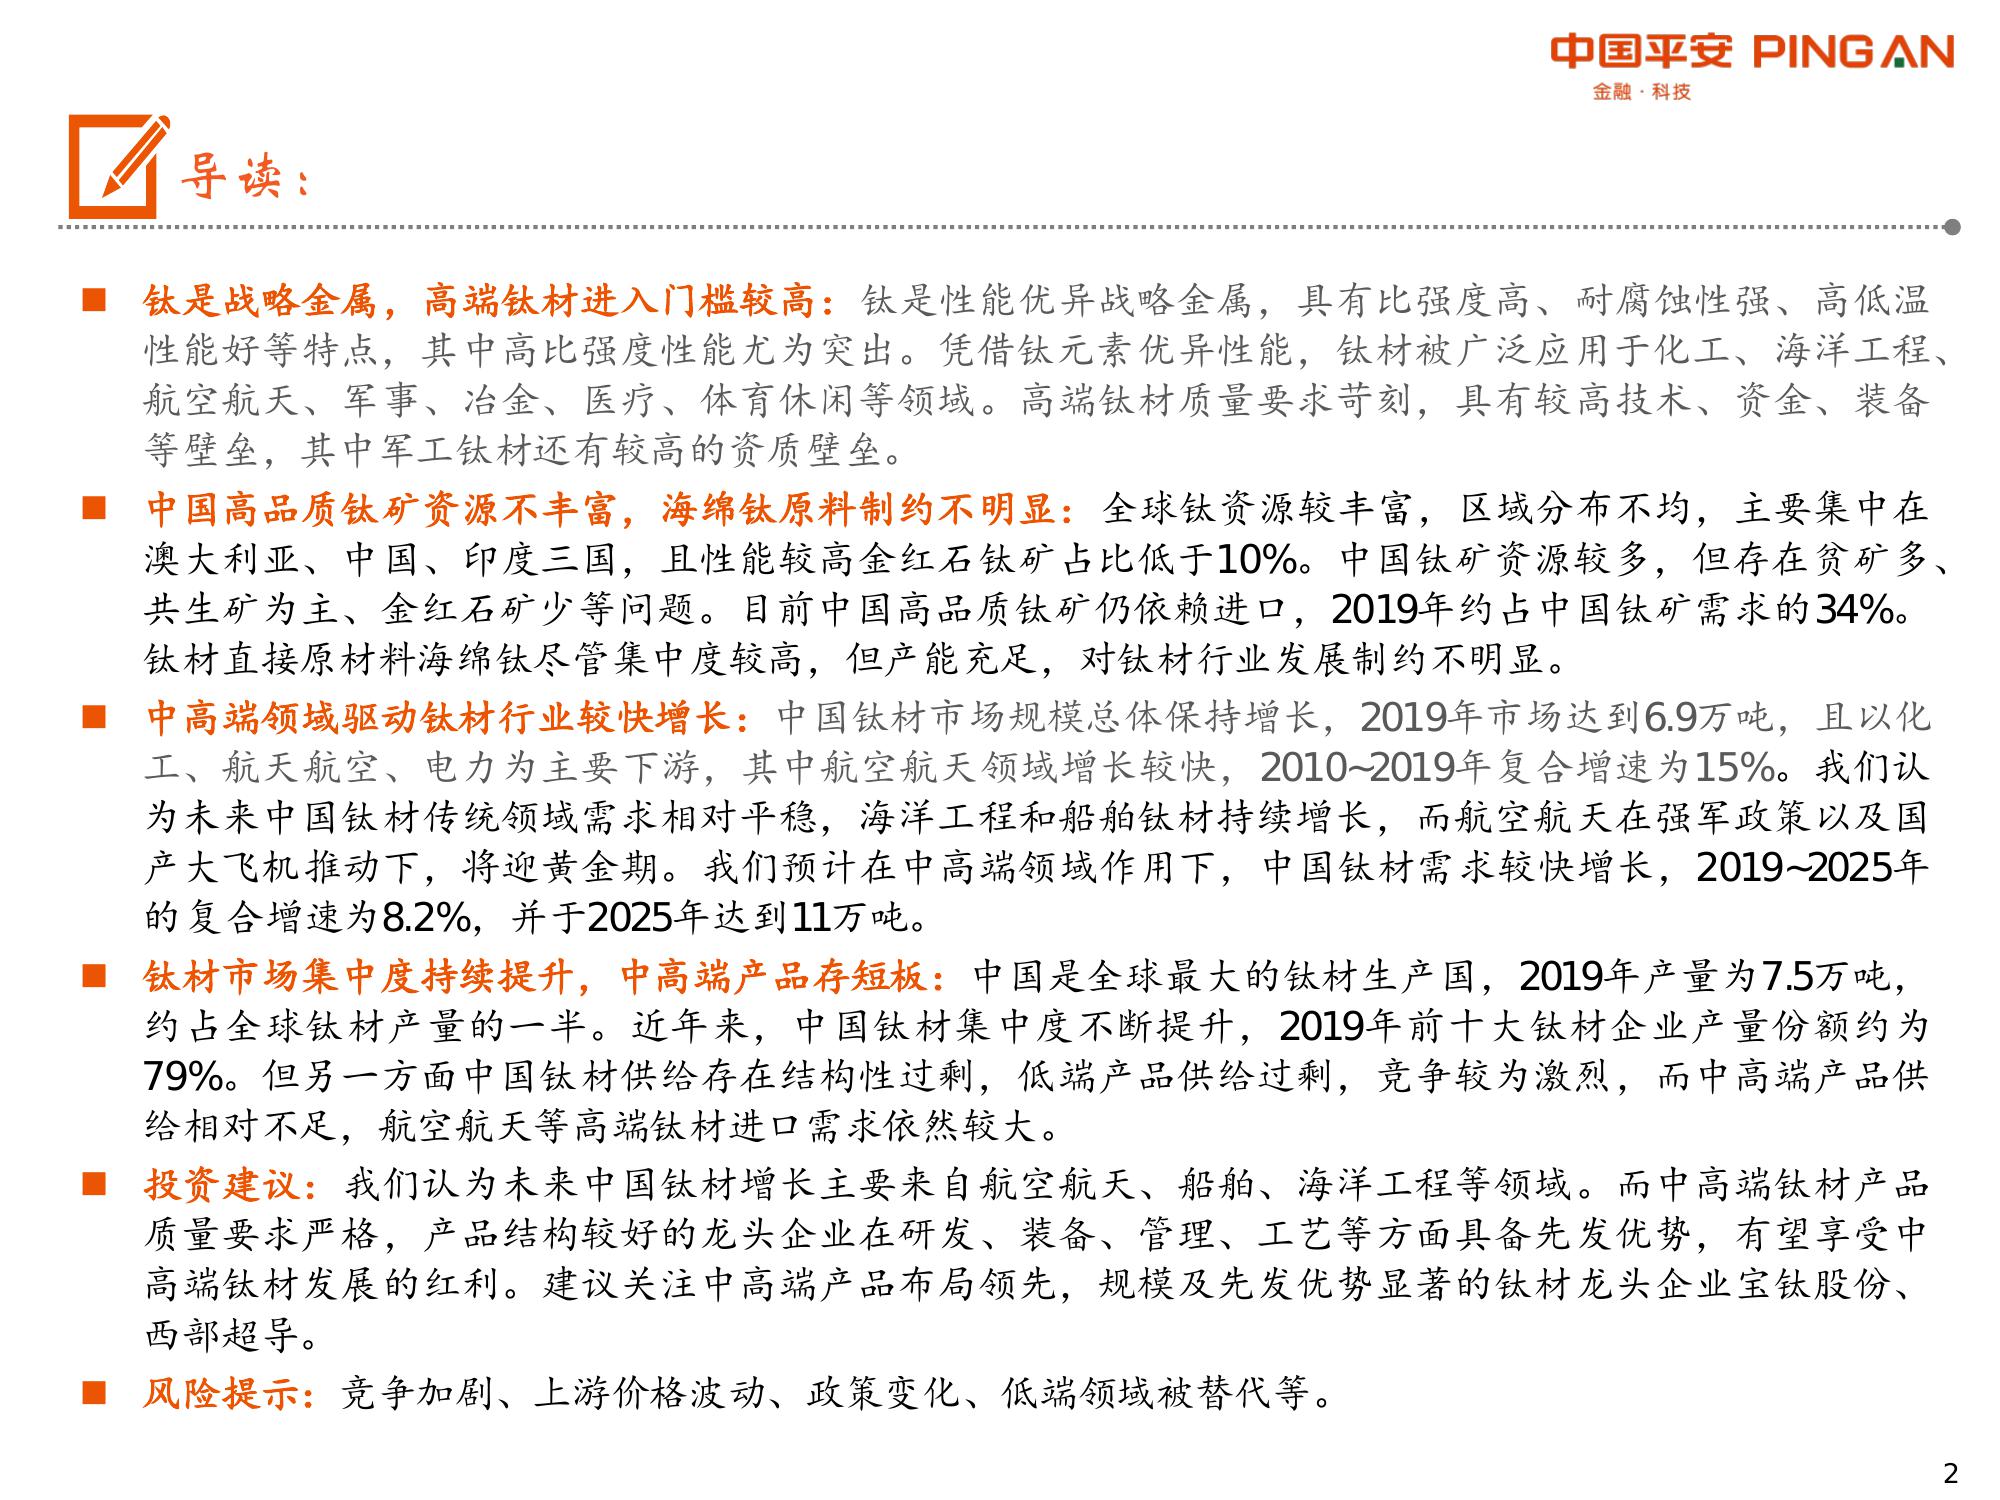 中国平安 PING AN
金融·科技
导读：
■ 钛是战略金属，高端钛材进入门槛较高：钛是性能优异战略金属，具有比强度高、耐腐蚀性强、高低温
性能好等特点，其中高比强度性能尤为突出。凭借钛元素优异性能，钛材被广泛应用于化工、海洋工程、
航空航天、军事、冶金、医疗、体育休闲等领域。高端钛材质量要求苛刻，具有较高技术、资金、装备
等壁垒，其中军工钛材还有较高的资质壁垒。
■ 中国高品质钛矿资源不丰富，海绵钛原料制约不明显：全球钛资源较丰富，区域分布不均，主要集中在
澳大利亚、中国、印度三国，且性能较高金红石钛矿占比低于10%。中国钛矿资源较多，但存在贫矿多、
共生矿为主、金红石矿少等问题。目前中国高品质钛矿仍依赖进口，2019年约占中国钛矿需求的34%。
钛材直接原材料海绵钛尽管集中度较高，但产能充足，对钛材行业发展制约不明显。
■ 中高端领域驱动钛材行业较快增长：中国钛材市场规模总体保持增长，2019年市场达到6.9万吨，且以化
工、航天航空、电力为主要下游，其中航空航天领域增长较快，2010~2019年复合增速为15%。我们认
为未来中国钛材传统领域需求相对平稳，海洋工程和船舶钛材持续增长，而航空航天在强军政策以及国
产大飞机推动下，将迎黄金期。我们预计在中高端领域作用下，中国钛材需求较快增长，2019~2025年
的复合增速为8.2%，并于2025年达到11万吨。
■ 钛材市场集中度持续提升，中高端产品存短板：中国是全球最大的钛材生产国，2019年产量为7.5万吨，
约占全球钛材产量的一半。近年来，中国钛材集中度不断提升，2019年前十大钛材企业产量份额约为
79%。但另一方面中国钛材供给存在结构性过剩，低端产品供给过剩，竞争较为激烈，而中高端产品供
给相对不足，航空航天等高端钛材进口需求依然较大。
■ 投资建议：我们认为未来中国钛材增长主要来自航空航天、船舶、海洋工程等领域。而中高端钛材产品
质量要求严格，产品结构较好的龙头企业在研发、装备、管理、工艺等方面具备先发优势，有望享受中
高端钛材发展的红利。建议关注中高端产品布局领先，规模及先发优势显著的钛材龙头企业宝钛股份、
西部超导。
■ 风险提示：竞争加剧、上游价格波动、政策变化、低端领域被替代等。
2